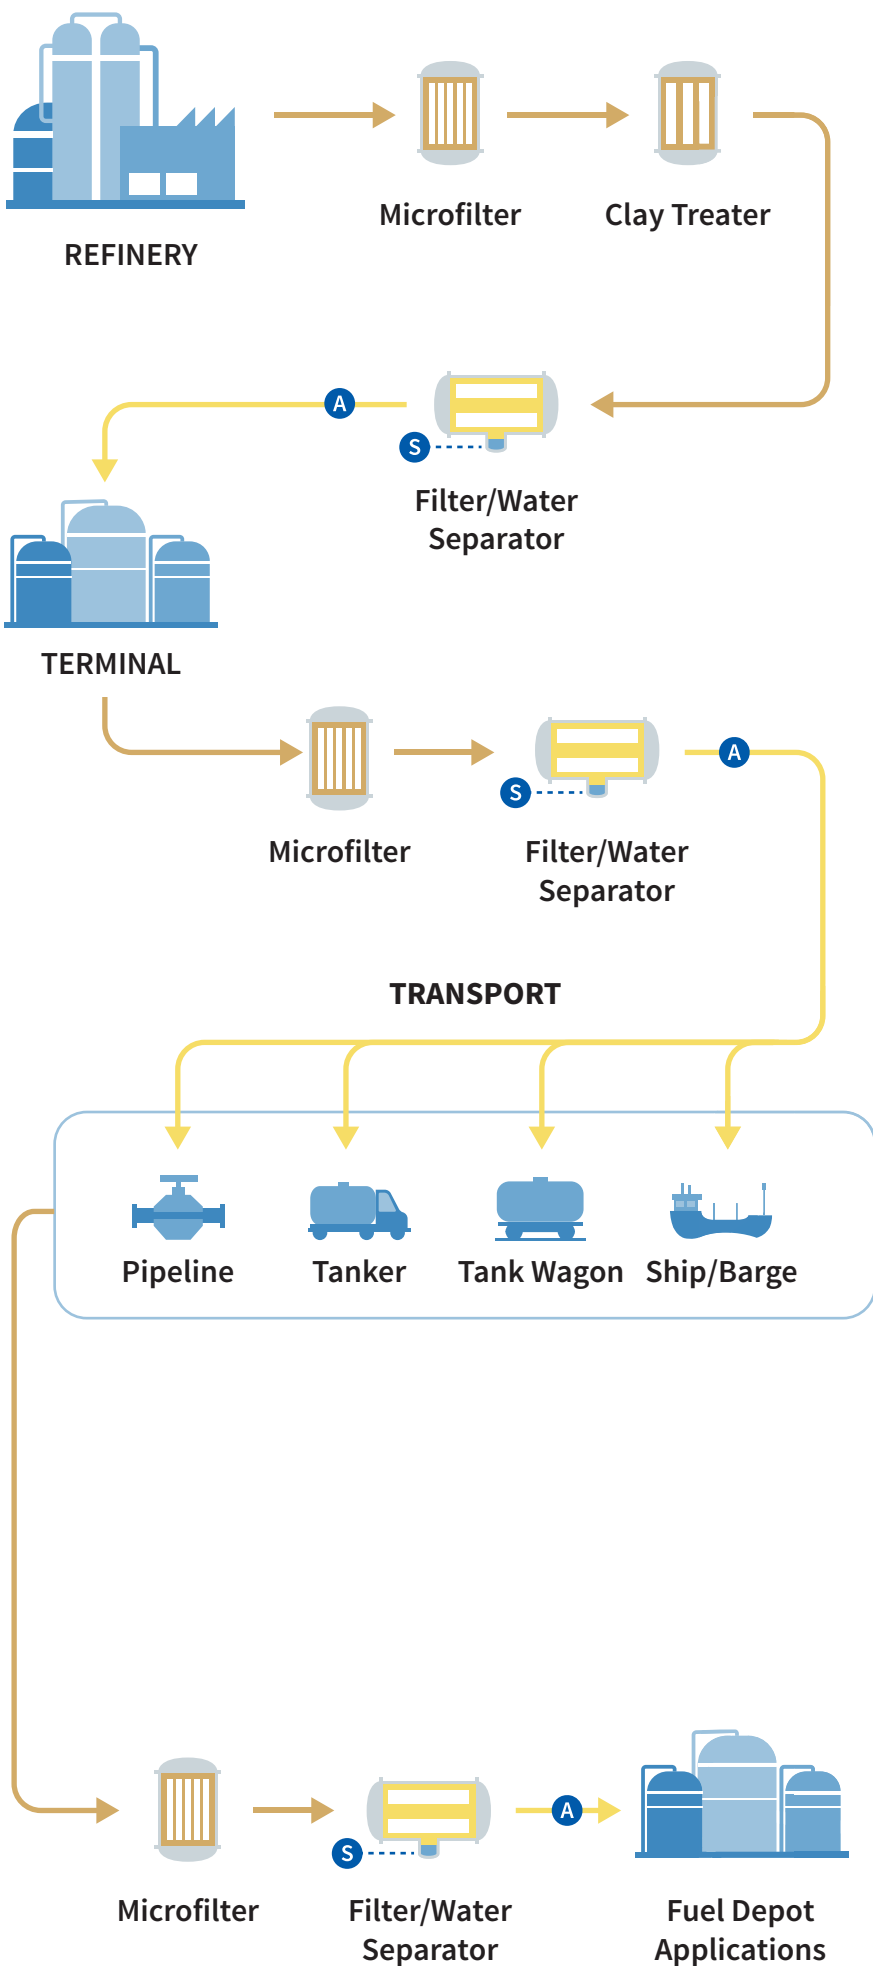 REFINERY
Microfilter
Clay Treater
A
S
Filter/Water
Separator
TERMINAL
Microfilter
S
Filter/Water
Separator
A
TRANSPORT
Pipeline
Tanker
Tank Wagon
Ship/Barge
Microfilter
S
Filter/Water
Separator
A
Fuel Depot
Applications